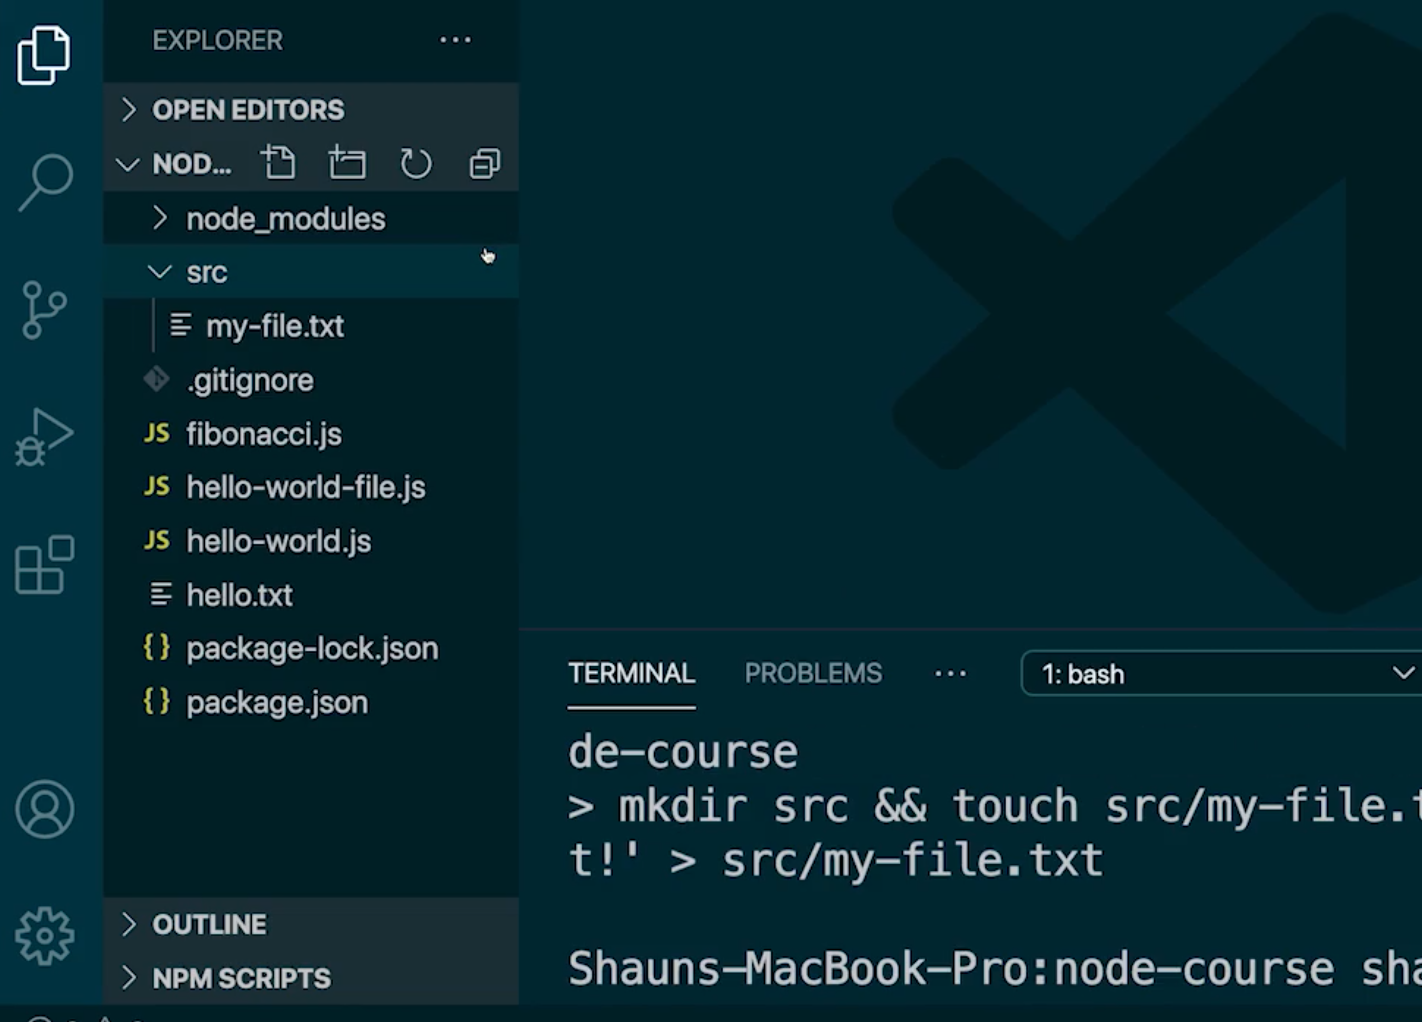 EXPLORER
OPEN EDITORS
NOD...
node_modules
src
my-file.txt
.gitignore
JS fibonacci.js
JS hello-world-file.js
JS hello-world.js
hello.txt
{} package-lock.json
{} package.json
OUTLINE
NPM SCRIPTS
TERMINAL PROBLEMS ... 1: bash
de-course
> mkdir src && touch src/my-file.t
t!' > src/my-file.txt
Shauns-MacBook-Pro:node-course sha